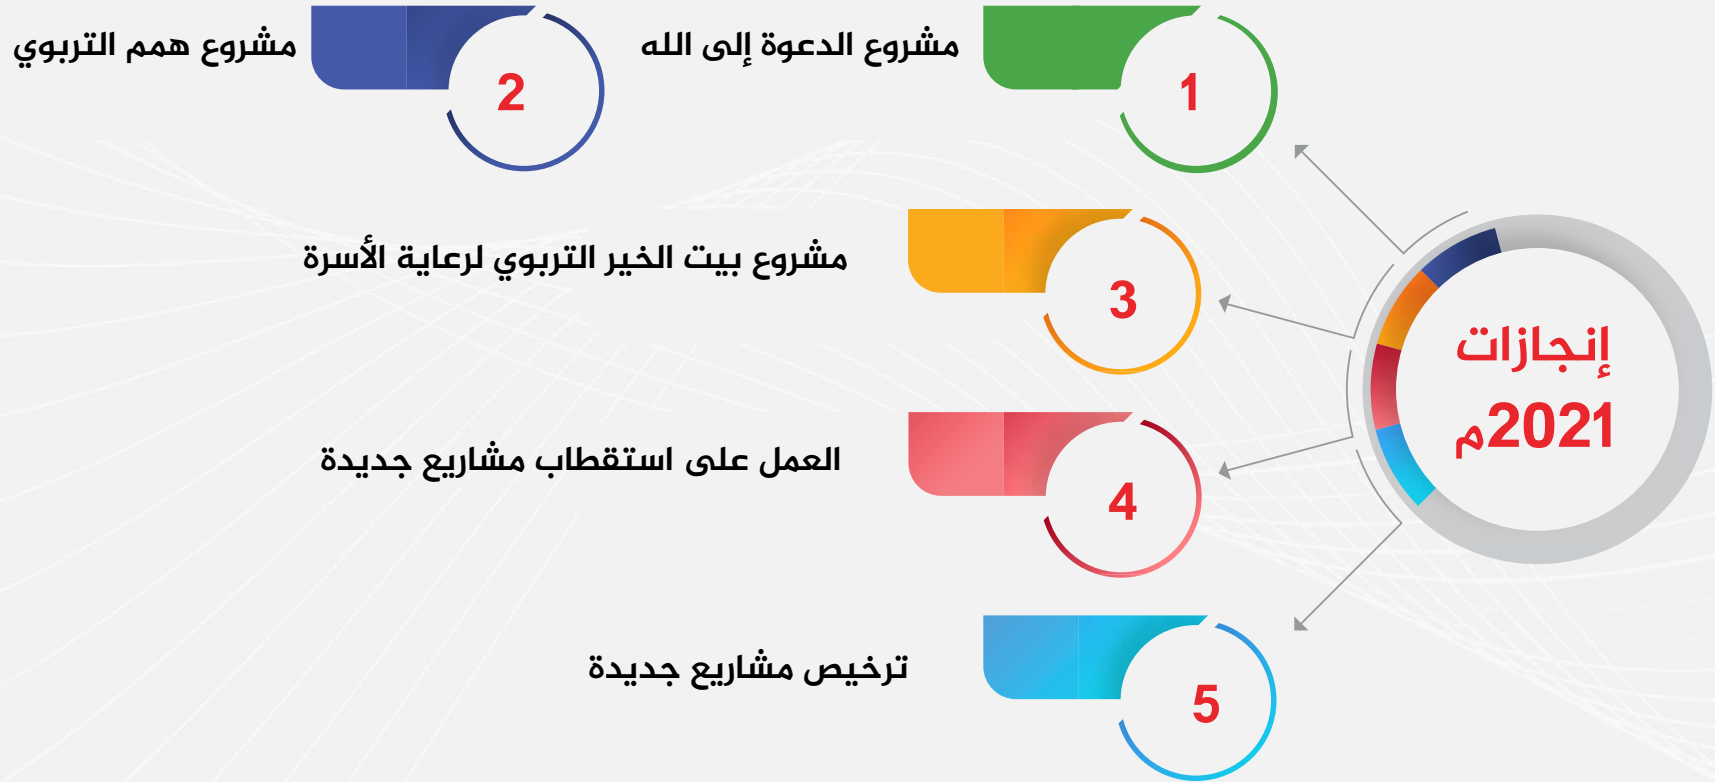 إنجازات
2021م
1
مشروع الدعوة إلى الله
2
مشروع همم التربوي
3
مشروع بيت الخير التربوي لرعاية الأسرة
4
العمل على استقطاب مشاريع جديدة
5
ترخيص مشاريع جديدة